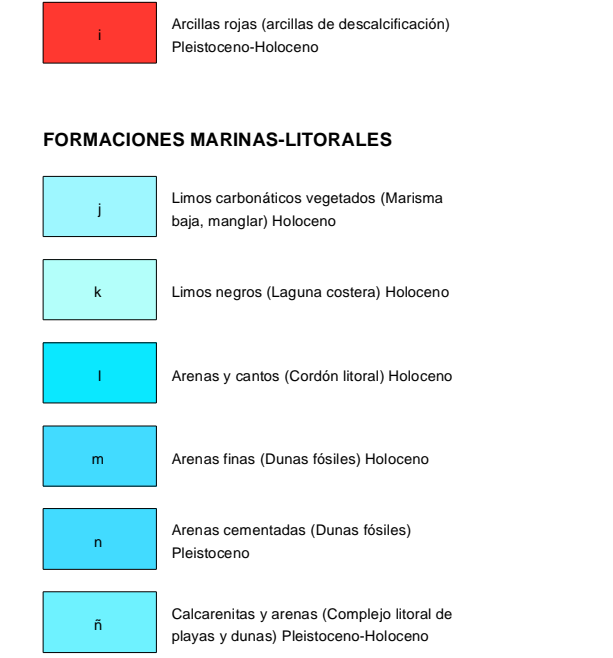 i
Arcillas rojas (arcillas de descalcificación)
Pleistoceno-Holoceno
FORMACIONES MARINAS-LITORALES
j
Limos carbonáticos vegetados (Marisma
baja, manglar) Holoceno
k
Limos negros (Laguna costera) Holoceno
l
Arenas y cantos (Cordón litoral) Holoceno
m
Arenas finas (Dunas fósiles) Holoceno
n
Arenas cementadas (Dunas fósiles)
Pleistoceno
ñ
Calcarenitas y arenas (Complejo litoral de
playas y dunas) Pleistoceno-Holoceno